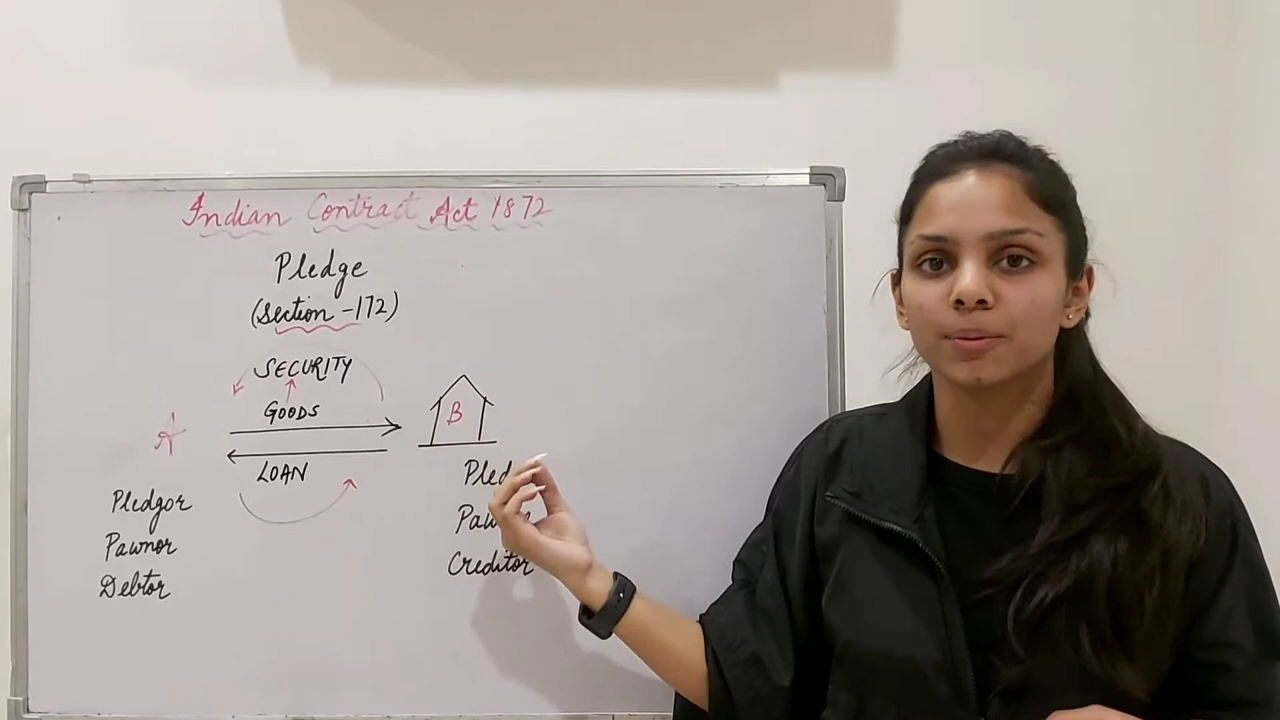 Indian Contract Act 1872
Pledge
(Section -172)
SECURITY
GOODS
A
B
LOAN
Pledgor
Pawnor
Debtor
Creditor